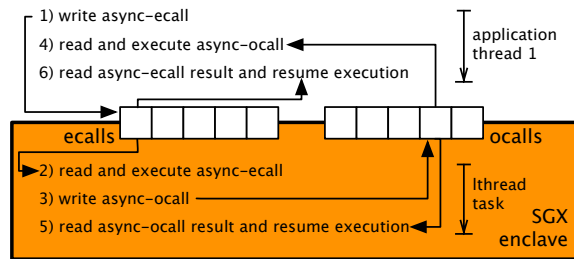 1) write async-ecall
4) read and execute async-ocall
6) read async-ecall result and resume execution
application
thread 1
ecalls
ocalls
2) read and execute async-ecall
3) write async-ocall
5) read async-ocall result and resume execution
lthread
task
SGX
enclave